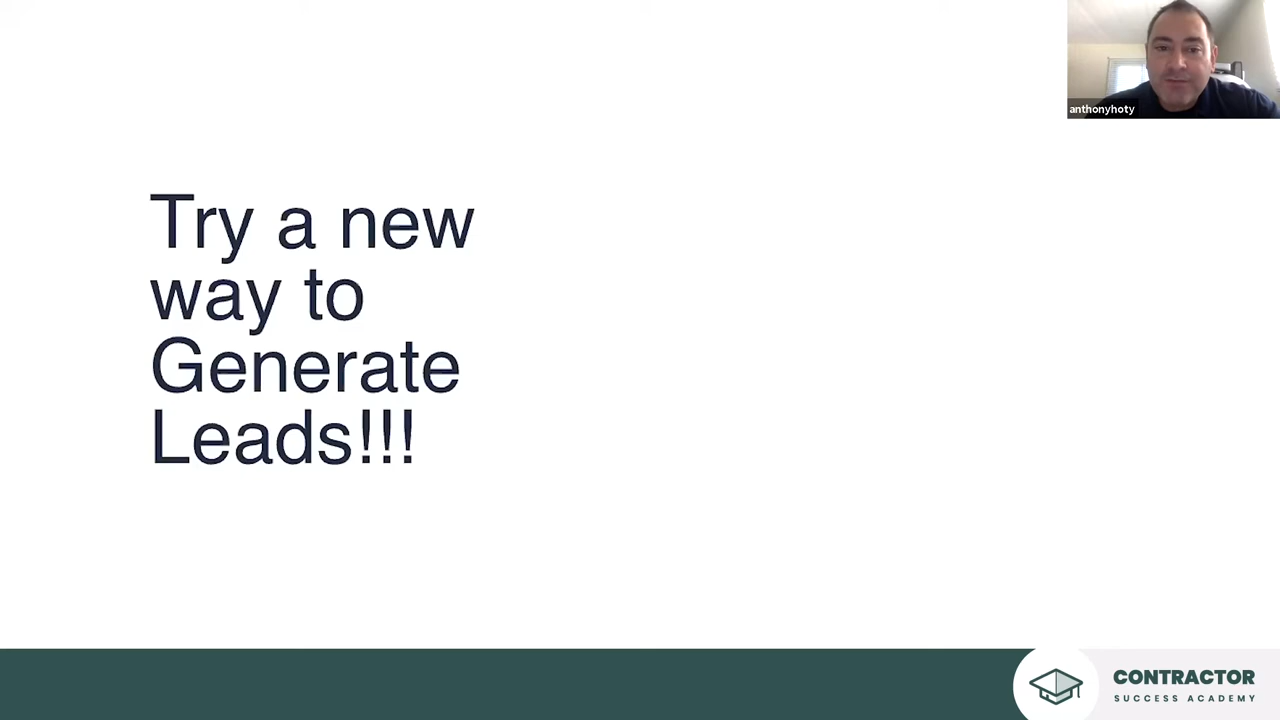 anthonyhoty
Try a new
way to
Generate
Leads!!!
CONTRACTOR
SUCCESS ACADEMY